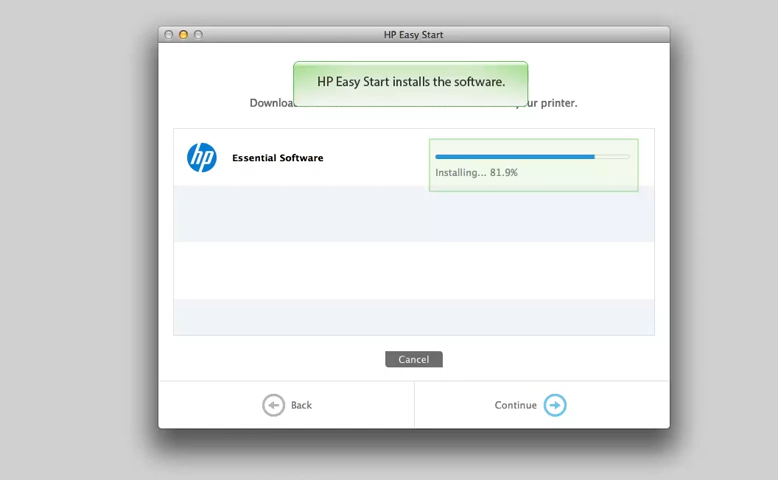 HP Easy Start
HP Easy Start installs the software.
your printer.
hp Essential Software
Installing... 81.9%
Cancel
Back
Continue